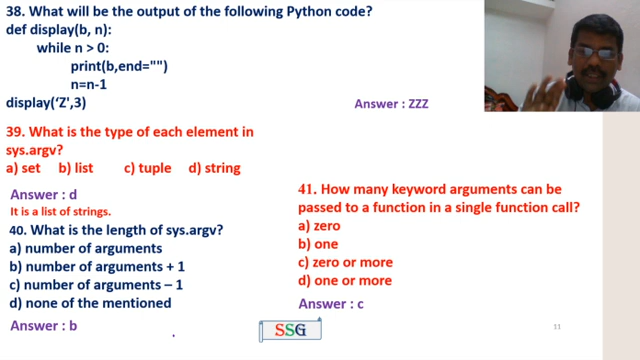 38. What will be the output of the following Python code?
def display(b, n):
while n > 0:
print(b,end="")
n=n-1
display(‘Z',3)
Answer : ZZZ
39. What is the type of each element in
sys.argv?
a) set b) list c) tuple d) string
Answer : d
It is a list of strings.
40. What is the length of sys.argv?
a) number of arguments
b) number of arguments + 1
c) number of arguments – 1
d) none of the mentioned
Answer : b
41. How many keyword arguments can be
passed to a function in a single function call?
a) zero
b) one
c) zero or more
d) one or more
Answer : c
SSG
11